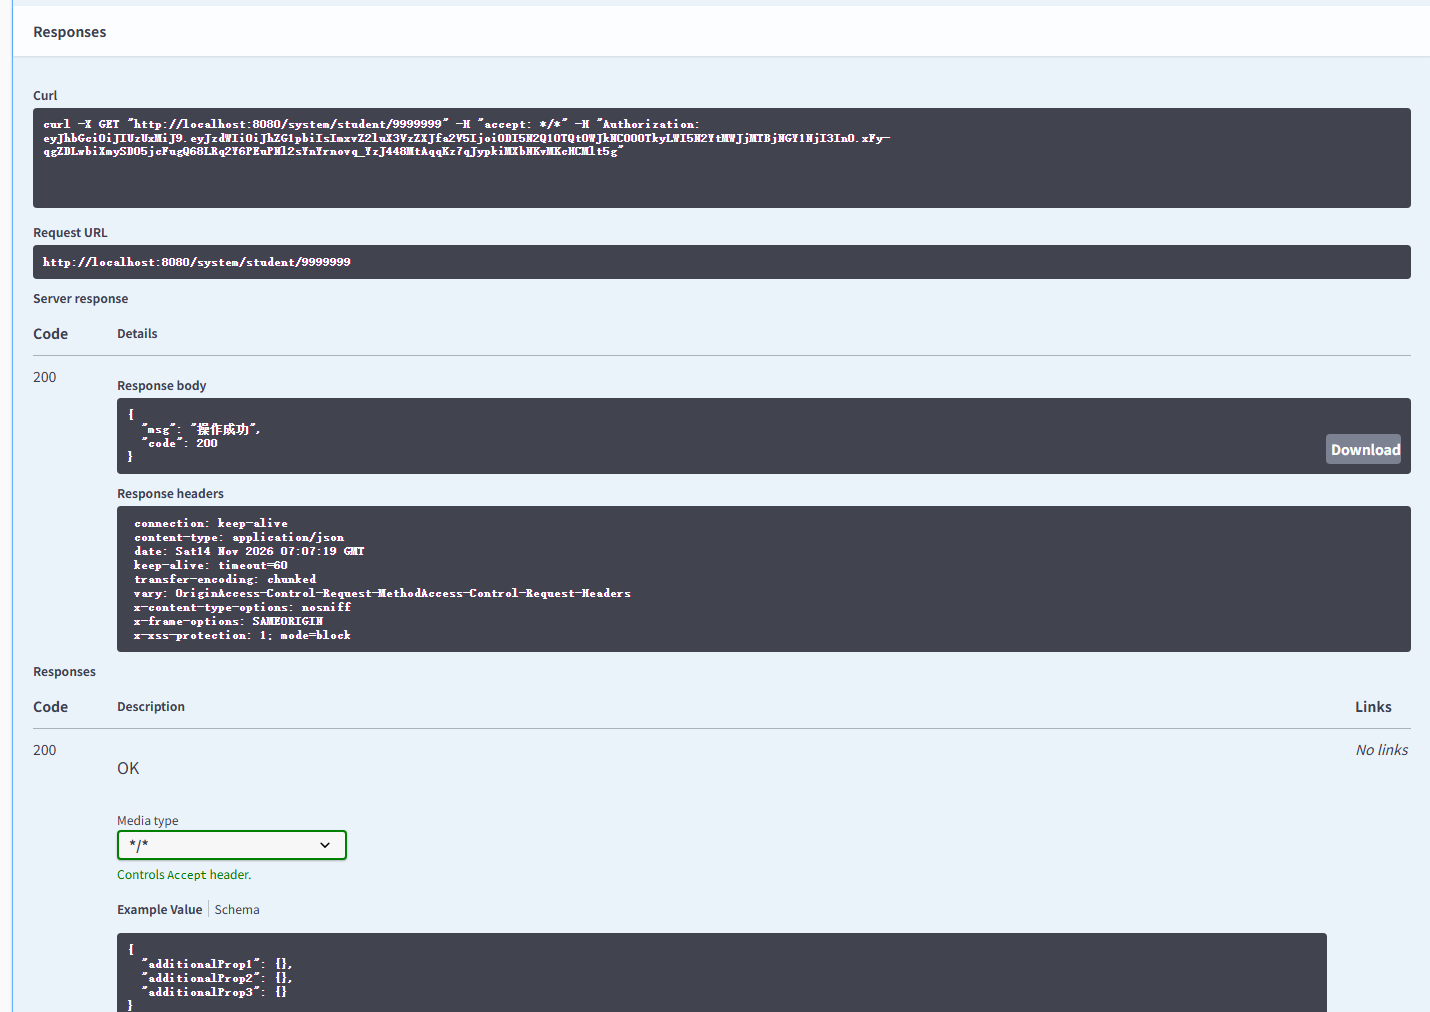 Responses
Curl
curl -X GET "http://localhost:8080/system/student/9999999" -H "accept: */*" -H "Authorization:
Request URL
http://localhost:8080/system/student/9999999
Server response
Code Details
200
Response body
{
"msg": "操作成功",
"code": 200
}
Download
Response headers
connection: keep-alive
content-type: application/json
date: Sat14 Nov 2026 07:07:19 GMT
keep-alive: timeout=60
transfer-encoding: chunked
vary: OriginAccess-Control-Request-MethodAccess-Control-Request-Headers
x-content-type-options: nosniff
x-frame-options: SAMEORIGIN
x-xss-protection: 1; mode=block
Responses
Code Description Links
200 No links
OK
Media type
*/*
Controls Accept header.
Example Value Schema
{
"additionalProp1": {},
"additionalProp2": {},
"additionalProp3": {}
}